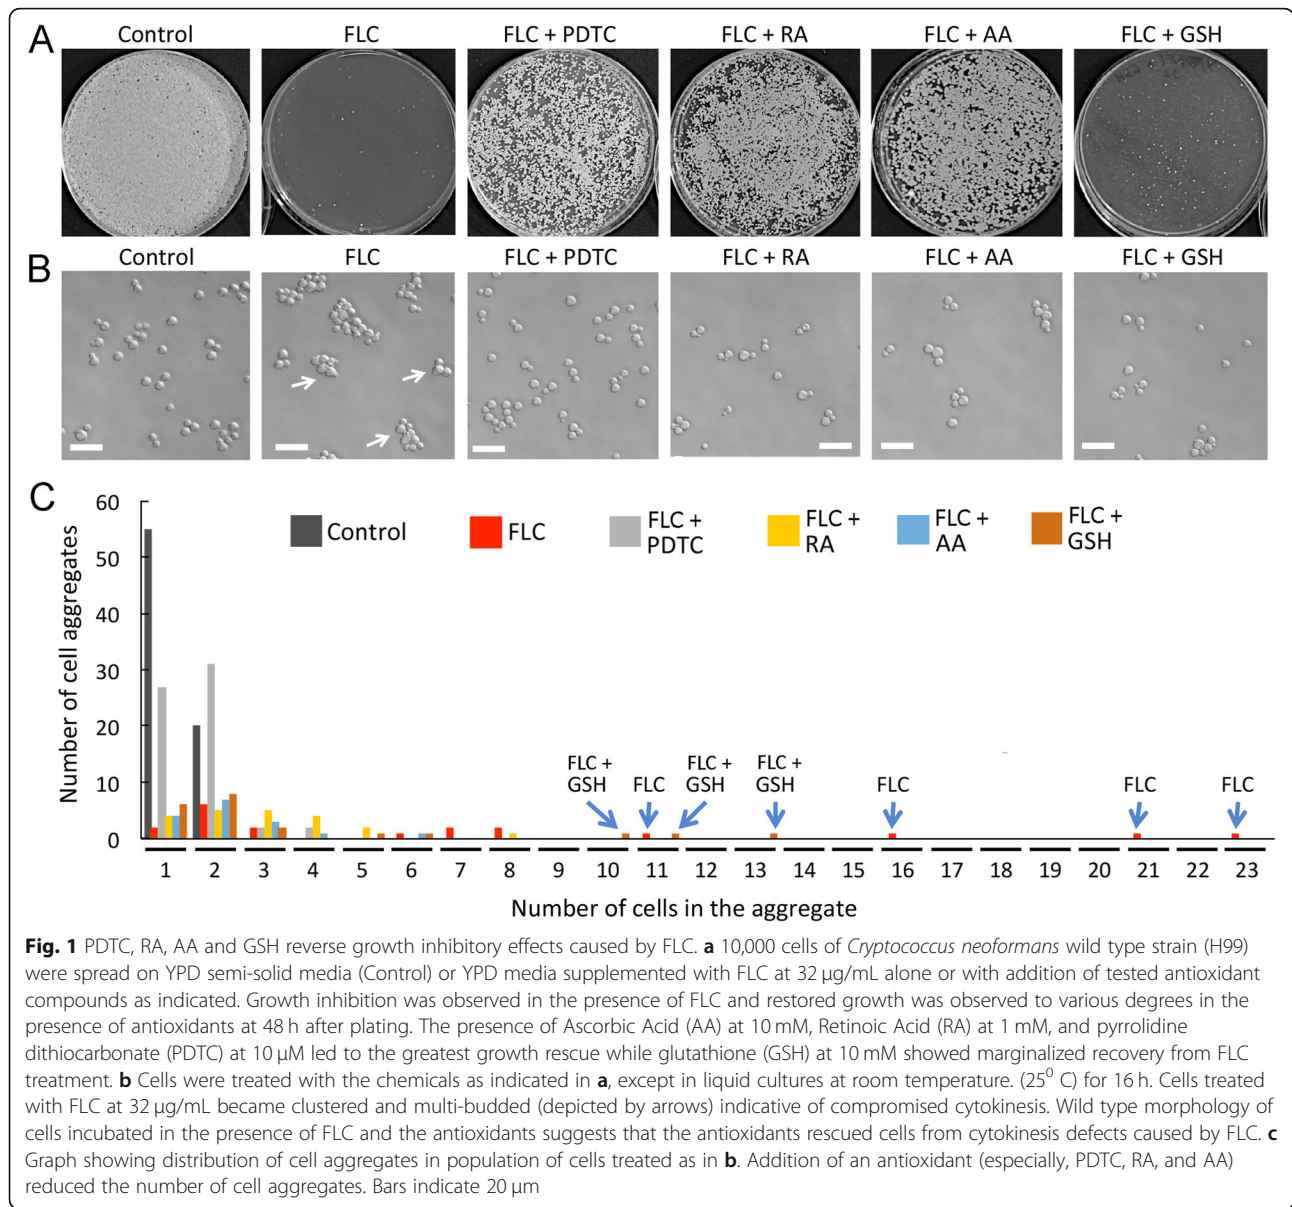 A
Control FLC FLC + PDTC FLC + RA FLC + AA FLC + GSH
B
Control FLC FLC + PDTC FLC + RA FLC + AA FLC + GSH
C
Control FLC FLC + PDTC FLC + RA FLC + AA FLC + GSH
Number of cell aggregates
60
50
40
30
20
10
0
FLC + GSH FLC FLC + GSH FLC + GSH FLC FLC FLC
1 2 3 4 5 6 7 8 9 10 11 12 13 14 15 16 17 18 19 20 21 22 23
Number of cells in the aggregate
Fig. 1 PDTC, RA, AA and GSH reverse growth inhibitory effects caused by FLC. a 10,000 cells of Cryptococcus neoformans wild type strain (H99)
were spread on YPD semi-solid media (Control) or YPD media supplemented with FLC at 32 μg/mL alone or with addition of tested antioxidant
compounds as indicated. Growth inhibition was observed in the presence of FLC and restored growth was observed to various degrees in the
presence of antioxidants at 48 h after plating. The presence of Ascorbic Acid (AA) at 10 mM, Retinoic Acid (RA) at 1 mM, and pyrrolidine
dithiocarbonate (PDTC) at 10 μM led to the greatest growth rescue while glutathione (GSH) at 10 mM showed marginalized recovery from FLC
treatment. b Cells were treated with the chemicals as indicated in a, except in liquid cultures at room temperature. (25⁰ C) for 16 h. Cells treated
with FLC at 32 μg/mL became clustered and multi-budded (depicted by arrows) indicative of compromised cytokinesis. Wild type morphology of
cells incubated in the presence of FLC and the antioxidants suggests that the antioxidants rescued cells from cytokinesis defects caused by FLC. c
Graph showing distribution of cell aggregates in population of cells treated as in b. Addition of an antioxidant (especially, PDTC, RA, and AA)
reduced the number of cell aggregates. Bars indicate 20 μm